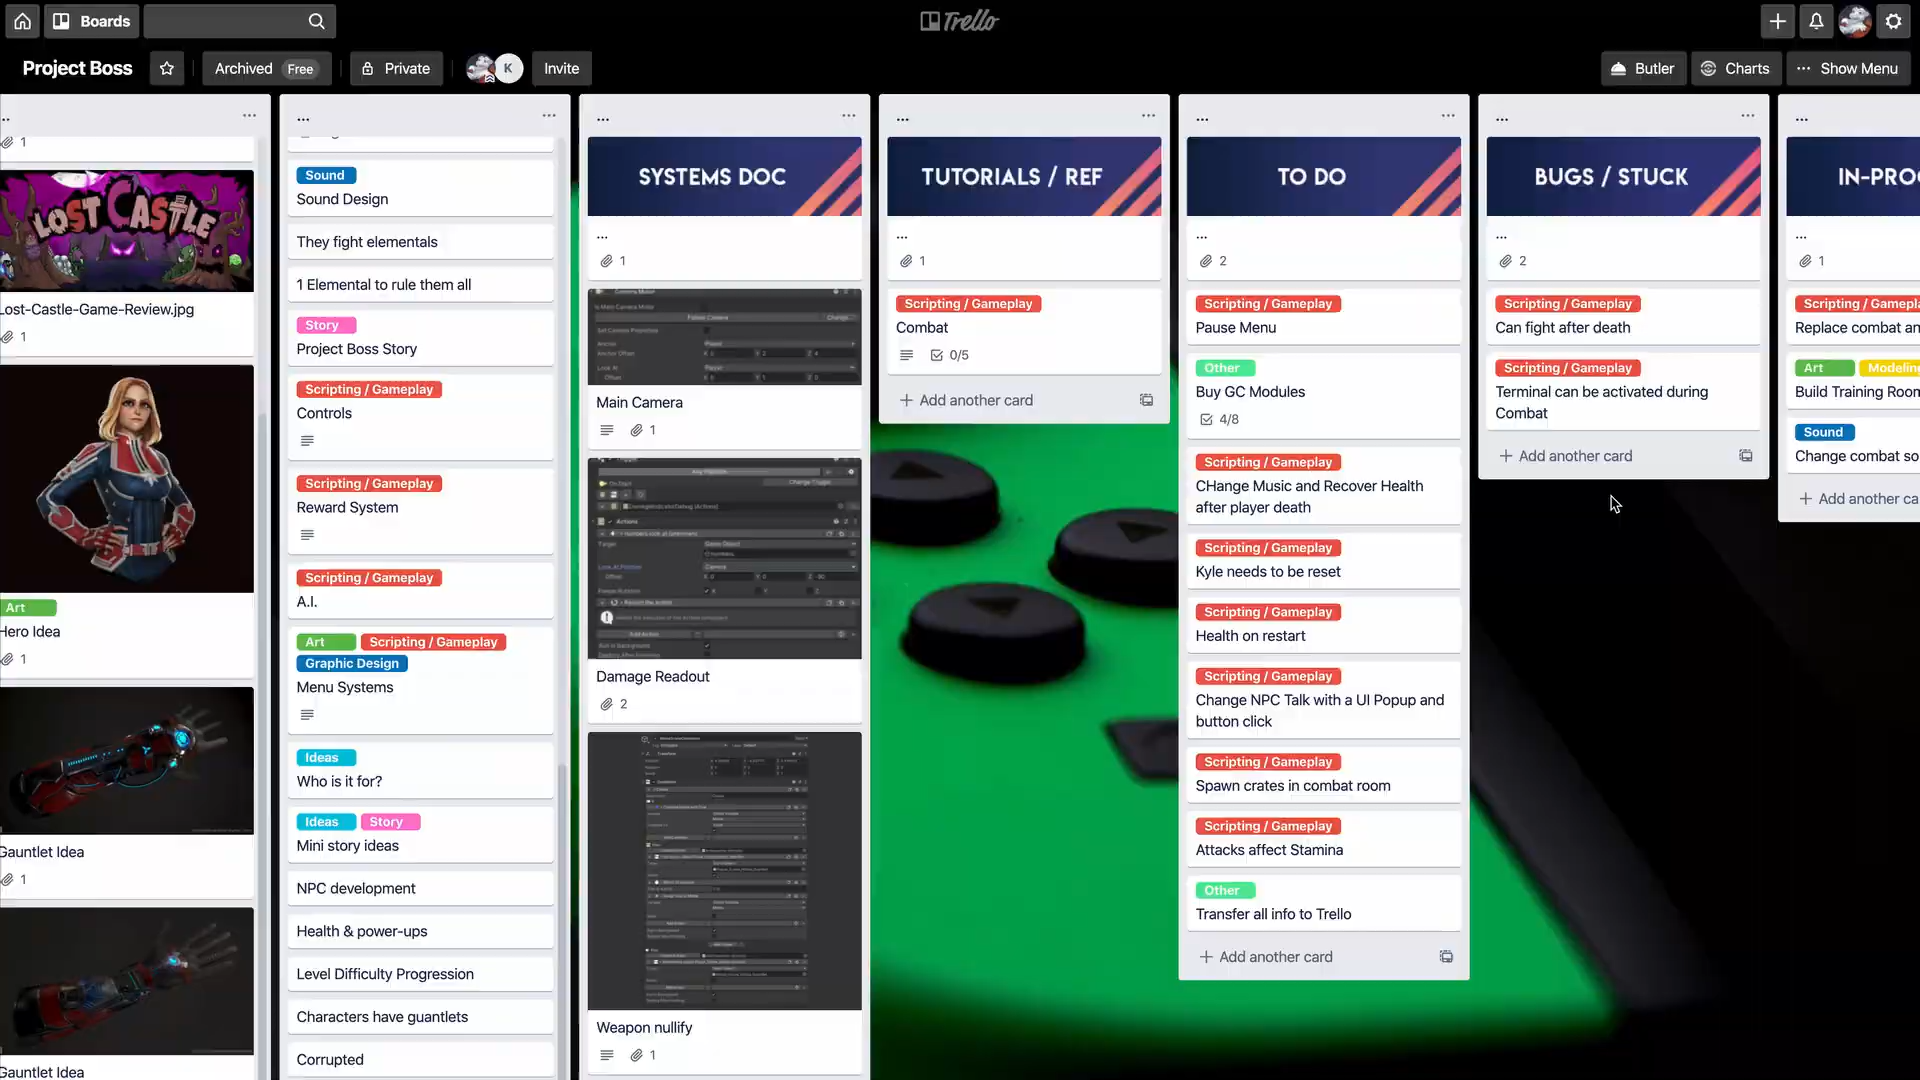 Boards
Trello
Project Boss
Archived Free
Private
K
Invite
Butler
Charts
... Show Menu
...
1
LOST CASTLE
Lost-Castle-Game-Review.jpg
1
Art
Hero Idea
1
Gauntlet Idea
1
Gauntlet Idea
...
Sound
Sound Design
They fight elementals
1 Elemental to rule them all
Story
Project Boss Story
Scripting / Gameplay
Controls
Scripting / Gameplay
Reward System
Scripting / Gameplay
A.I.
Art Scripting / Gameplay
Graphic Design
Menu Systems
Ideas
Who is it for?
Ideas Story
Mini story ideas
NPC development
Health & power-ups
Level Difficulty Progression
Characters have guantlets
Corrupted
...
SYSTEMS DOC
...
1
Main Camera
1
Damage Readout
2
Weapon nullify
1
...
TUTORIALS / REF
...
1
Scripting / Gameplay
Combat
0/5
+ Add another card
...
TO DO
...
2
Scripting / Gameplay
Pause Menu
Other
Buy GC Modules
4/8
Scripting / Gameplay
CHange Music and Recover Health
after player death
Scripting / Gameplay
Kyle needs to be reset
Scripting / Gameplay
Health on restart
Scripting / Gameplay
Change NPC Talk with a UI Popup and
button click
Scripting / Gameplay
Spawn crates in combat room
Scripting / Gameplay
Attacks affect Stamina
Other
Transfer all info to Trello
+ Add another card
...
BUGS / STUCK
...
2
Scripting / Gameplay
Can fight after death
Scripting / Gameplay
Terminal can be activated during
Combat
+ Add another card
...
IN-PRO
...
1
Scripting / Gamepla
Replace combat an
Art Modelin
Build Training Room
Sound
Change combat so
+ Add another ca